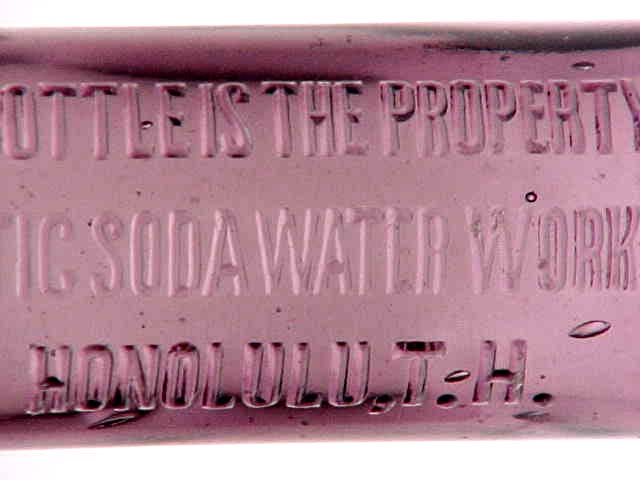 OTTLE IS THE PROPERTY
TIC SODA WATER WORK
HONOLULU, T.H.